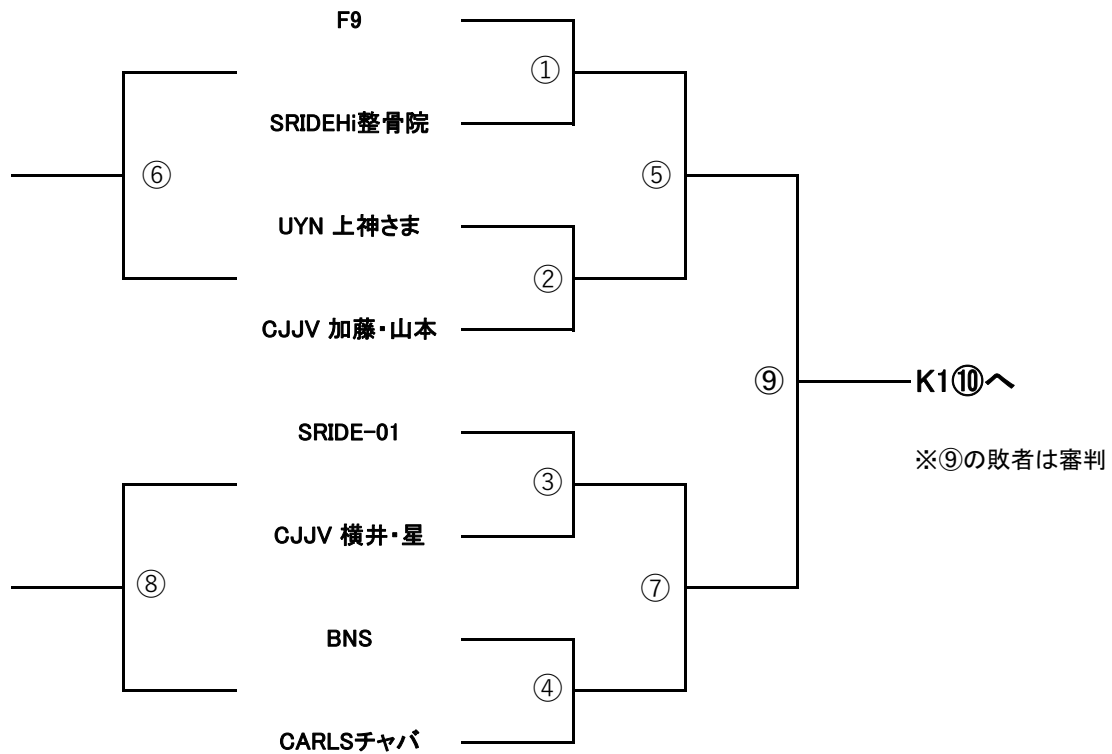 F9
①
SRIDEHi整骨院
⑥
⑤
UYN 上神さま
②
CJJV 加藤・山本
⑨
K1⑩へ
SRIDE-01
※⑨の敗者は審判
③
CJJV 横井・星
⑧
⑦
BNS
④
CARLSチャバ